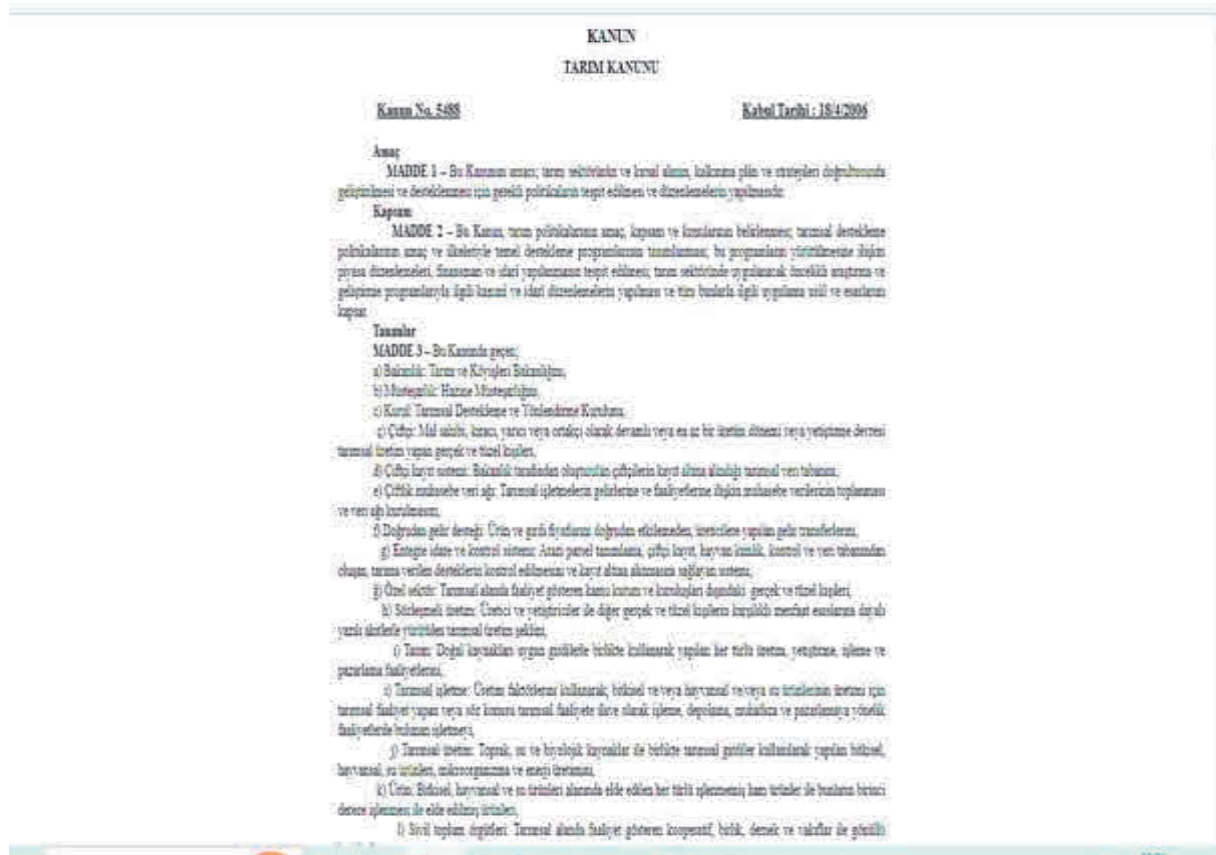 KANUN
TARIM KANUNU
Kanun No. 5488 Kabul Tarihi : 18/4/2006
Amaç
MADDE 1 – Bu Kanunun amacı; tarım sektörünün ve kırsal alanın, kalkınma plân ve stratejileri doğrultusunda
geliştirilmesi ve desteklenmesi için gerekli politikaların tespit edilmesi ve düzenlemelerin yapılmasıdır.
Kapsam
MADDE 2 – Bu Kanun, tarım politikalarının amaç, kapsam ve konularının belirlenmesi; tarımsal destekleme
politikalarının amaç ve ilkeleriyle temel destekleme programlarının tanımlanması; bu programların yürütülmesine ilişkin
piyasa düzenlemeleri, finansman ve idarî yapılanmanın tespit edilmesi; tarım sektöründe uygulanacak öncelikli araştırma ve
geliştirme programlarıyla ilgili kanunî ve idarî düzenlemelerin yapılması ve tüm bunlarla ilgili uygulama usûl ve esaslarını
kapsar.
Tanımlar
MADDE 3 – Bu Kanunda geçen;
a) Bakanlık: Tarım ve Köyişleri Bakanlığını,
b) Müsteşarlık: Hazine Müsteşarlığını,
c) Kurul: Tarımsal Destekleme ve Yönlendirme Kurulunu,
ç) Çiftçi: Mal sahibi, kiracı, yarıcı veya ortakçı olarak devamlı veya en az bir üretim dönemi veya yetiştirme devresi
tarımsal üretim yapan gerçek ve tüzel kişileri,
d) Çiftçi kayıt sistemi: Bakanlık tarafından oluşturulan çiftçilerin kayıt altına alındığı tarımsal veri tabanını,
e) Çiftlik muhasebe veri ağı: Tarımsal işletmelerin gelirlerine ve faaliyetlerine ilişkin muhasebe verilerinin toplanması
ve veri ağı kurulmasını,
f) Doğrudan gelir desteği: Ürün ve girdi fiyatlarını doğrudan etkilemeden, üreticilere yapılan gelir transferlerini,
g) Entegre idare ve kontrol sistemi: Arazi parsel tanımlama, çiftçi kayıt, hayvan kimlik, kontrol ve veri tabanından
oluşan, tarıma verilen desteklerin kontrol edilmesini ve kayıt altına alınmasını sağlayan sistemi,
ğ) Özel sektör: Tarımsal alanda faaliyet gösteren kamu kurum ve kuruluşları dışındaki gerçek ve tüzel kişileri,
h) Sözleşmeli üretim: Üretici ve yetiştiriciler ile diğer gerçek ve tüzel kişilerin karşılıklı menfaat esaslarına dayalı
yazılı akitlerle yürütülen tarımsal üretim şeklini,
ı) Tarım: Doğal kaynakları uygun girdilerle birlikte kullanarak yapılan her türlü üretim, yetiştirme, işleme ve
pazarlama faaliyetlerini,
i) Tarımsal işletme: Üretim faktörlerini kullanarak; bitkisel ve/veya hayvansal ve/veya su ürünlerinin üretimi için
tarımsal faaliyet yapan veya söz konusu tarımsal faaliyete ilave olarak işleme, depolama, muhafaza ve pazarlamaya yönelik
faaliyetlerde bulunan işletmeyi,
j) Tarımsal üretim: Toprak, su ve biyolojik kaynaklar ile birlikte tarımsal girdiler kullanılarak yapılan bitkisel,
hayvansal, su ürünleri, mikroorganizma ve enerji üretimini,
k) Ürün: Bitkisel, hayvansal ve su ürünleri alanında elde edilen her türlü işlenmemiş ham ürünler ile bunların birinci
derece işlenmesi ile elde edilmiş ürünleri,
l) Sivil toplum örgütleri: Tarımsal alanda faaliyet gösteren kooperatif, birlik, dernek ve vakıflar ile gönüllü